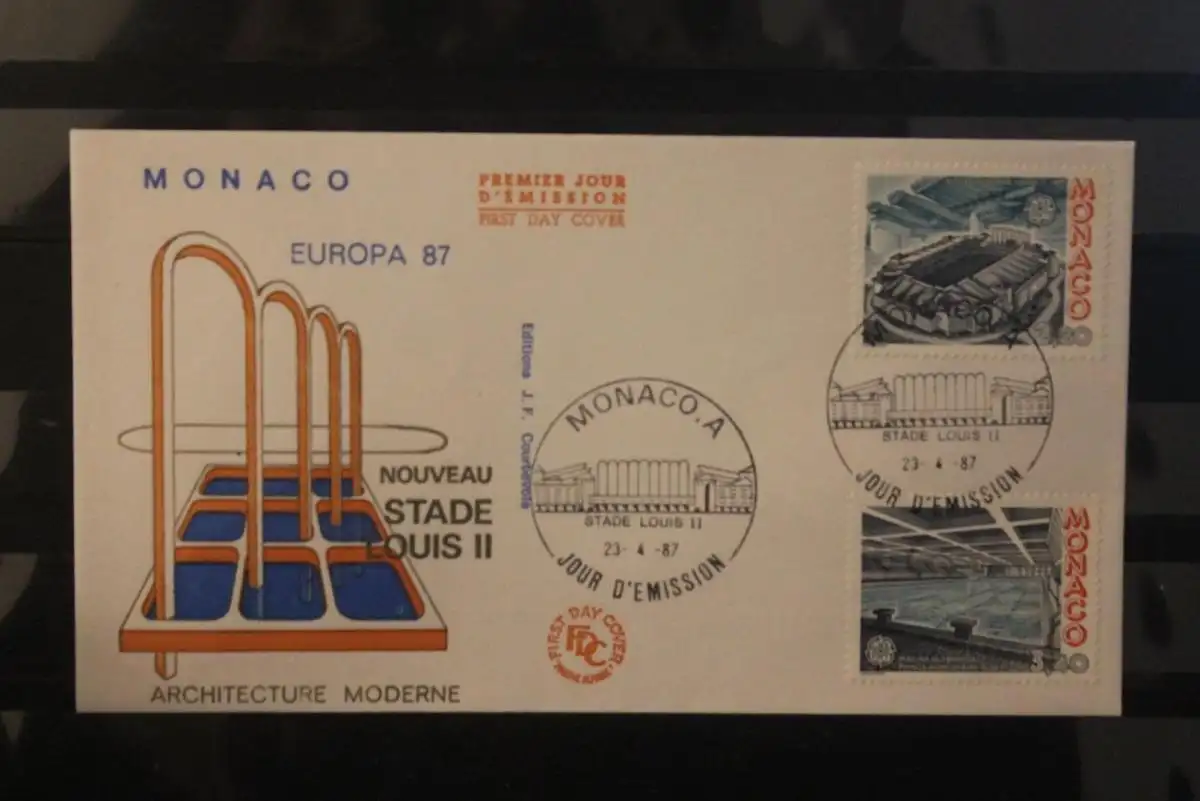 MONACO
EUROPA 87
PREMIER JOUR
D'ÉMISSION
FIRST DAY COVER
NOUVEAU
STADE
LOUIS II
ARCHITECTURE MODERNE
Editions J. F. Courbevoie
MONACO.A
STADE LOUIS II
23- 4 -87
JOUR D'EMISSION
FIRST DAY COVER
FDC
MONACO
MONACO A
STADE LOUIS II
23- 4 -87
JOUR D'EMISSION
MONACO